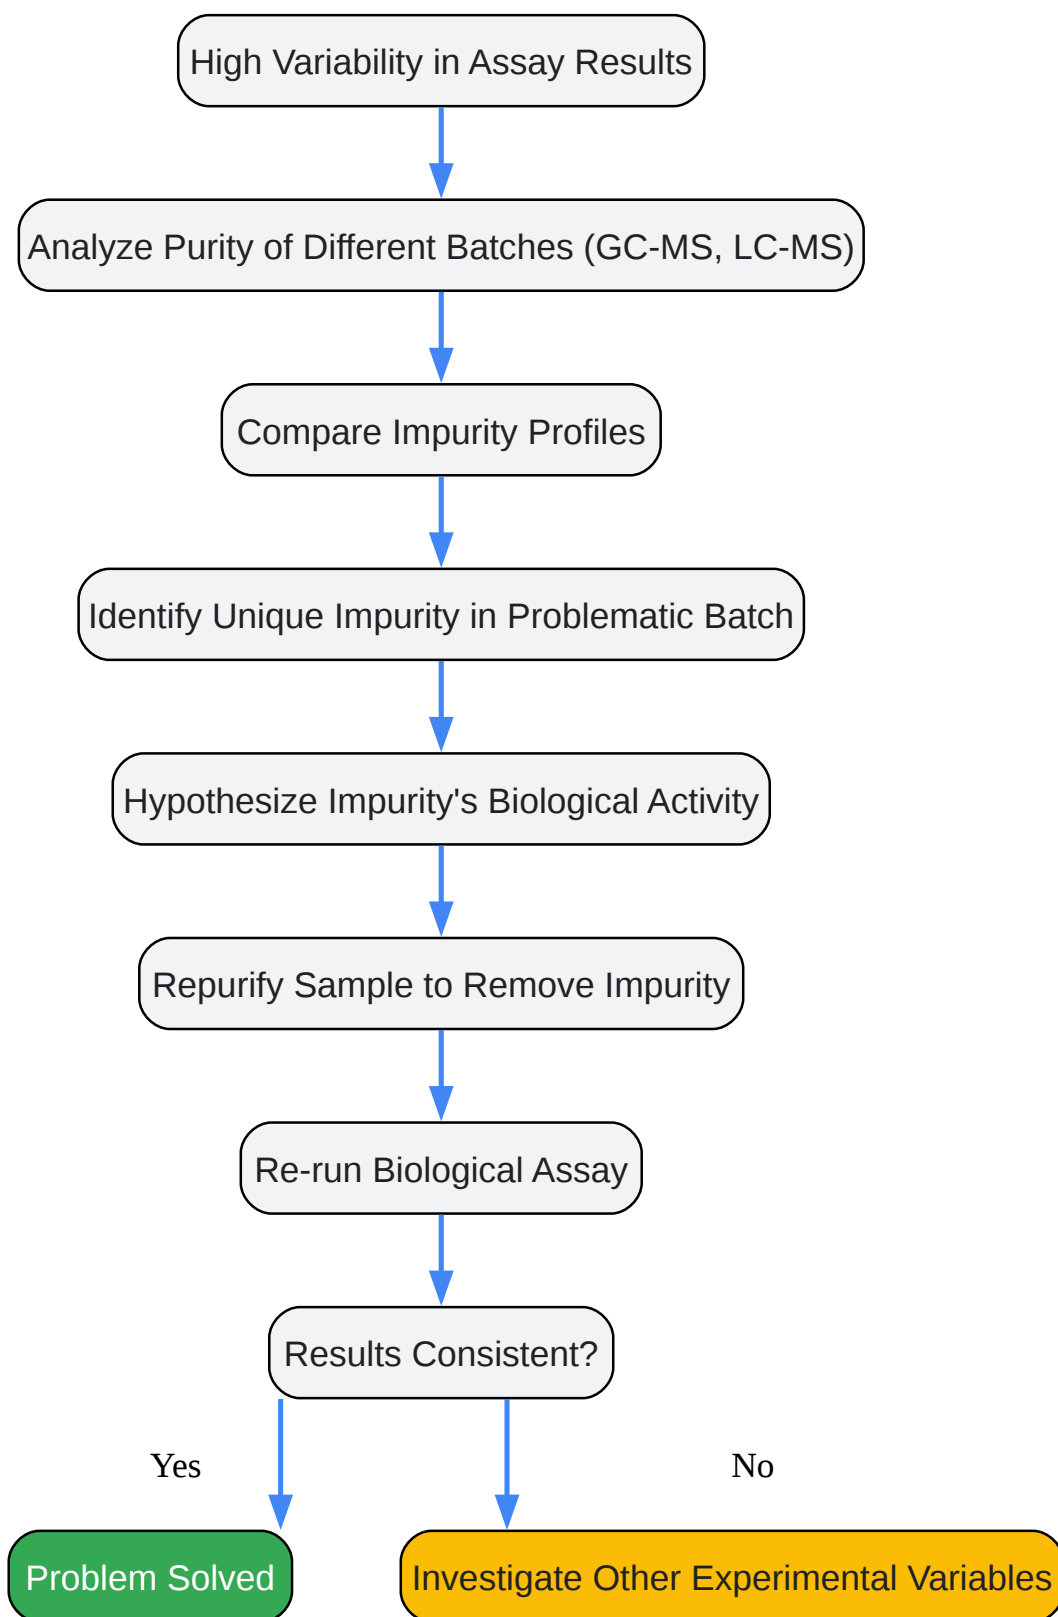 High Variability in Assay Results
Analyze Purity of Different Batches (GC-MS, LC-MS)
Compare Impurity Profiles
Identify Unique Impurity in Problematic Batch
Hypothesize Impurity's Biological Activity
Repurify Sample to Remove Impurity
Re-run Biological Assay
Results Consistent?
Yes
No
Problem Solved
Investigate Other Experimental Variables